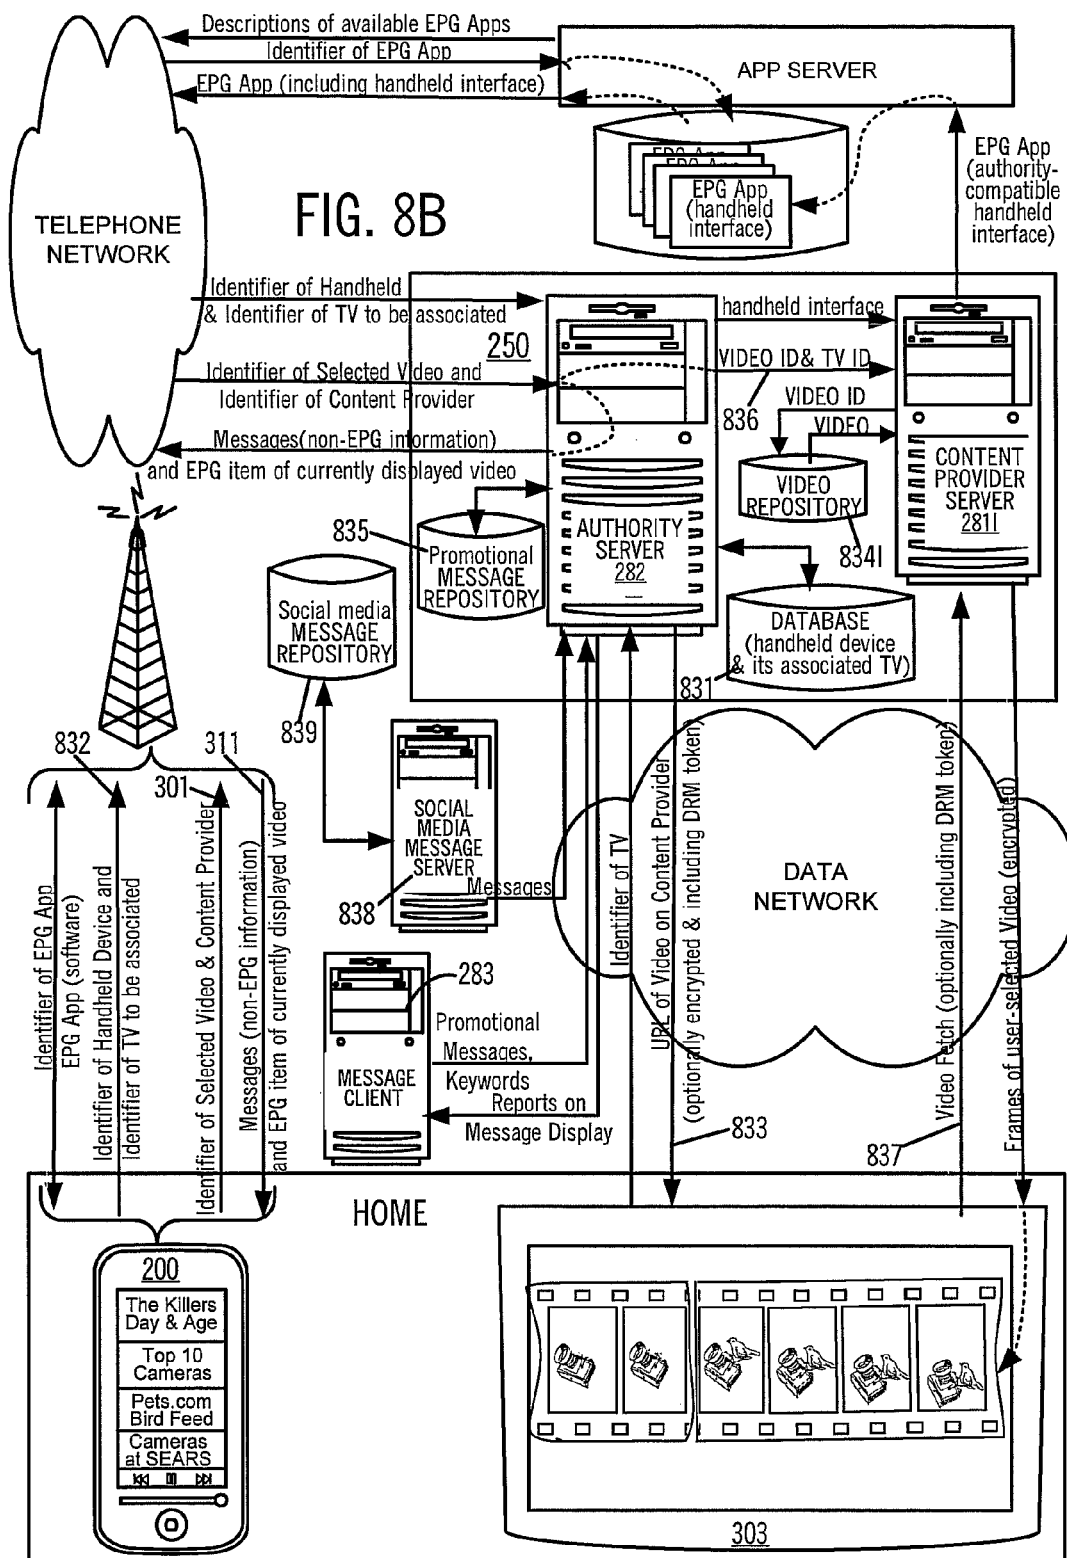 Descriptions of available EPG Apps
Identifier of EPG App
EPG App (including handheld interface)
APP SERVER
EPG App
EPG App
EPG App
(handheld
interface)
EPG App
(authority-
compatible
handheld
interface)
FIG. 8B
TELEPHONE
NETWORK
Identifier of Handheld
& Identifier of TV to be associated
250
handheld interface
Identifier of Selected Video and
Identifier of Content Provider
VIDEO ID& TV ID
836
VIDEO ID
VIDEO
Messages(non-EPG information)
and EPG item of currently displayed video
VIDEO
REPOSITORY
834I
CONTENT
PROVIDER
SERVER
281I
835
Promotional
MESSAGE
REPOSITORY
AUTHORITY
SERVER
282
Social media
MESSAGE
REPOSITORY
839
DATABASE
(handheld device
& its associated TV)
831
832
301
311
SOCIAL
MEDIA
MESSAGE
SERVER
838
Messages
DATA
NETWORK
Identifier of EPG App
EPG App (software)
Identifier of Handheld Device and
Identifier of TV to be associated
Identifier of Selected Video & Content Provider
Messages (non-EPG information)
and EPG item of currently displayed video
Identifier of TV
URL of Video on Content Provider
(optionally encrypted & including DRM token)
Video Fetch (optionally including DRM token)
Frames of user-selected Video (encrypted)
283
MESSAGE
CLIENT
Promotional
Messages,
Keywords
Reports on
Message Display
833
837
HOME
200
The Killers
Day & Age
Top 10
Cameras
Pets.com
Bird Feed
Cameras
at SEARS
303